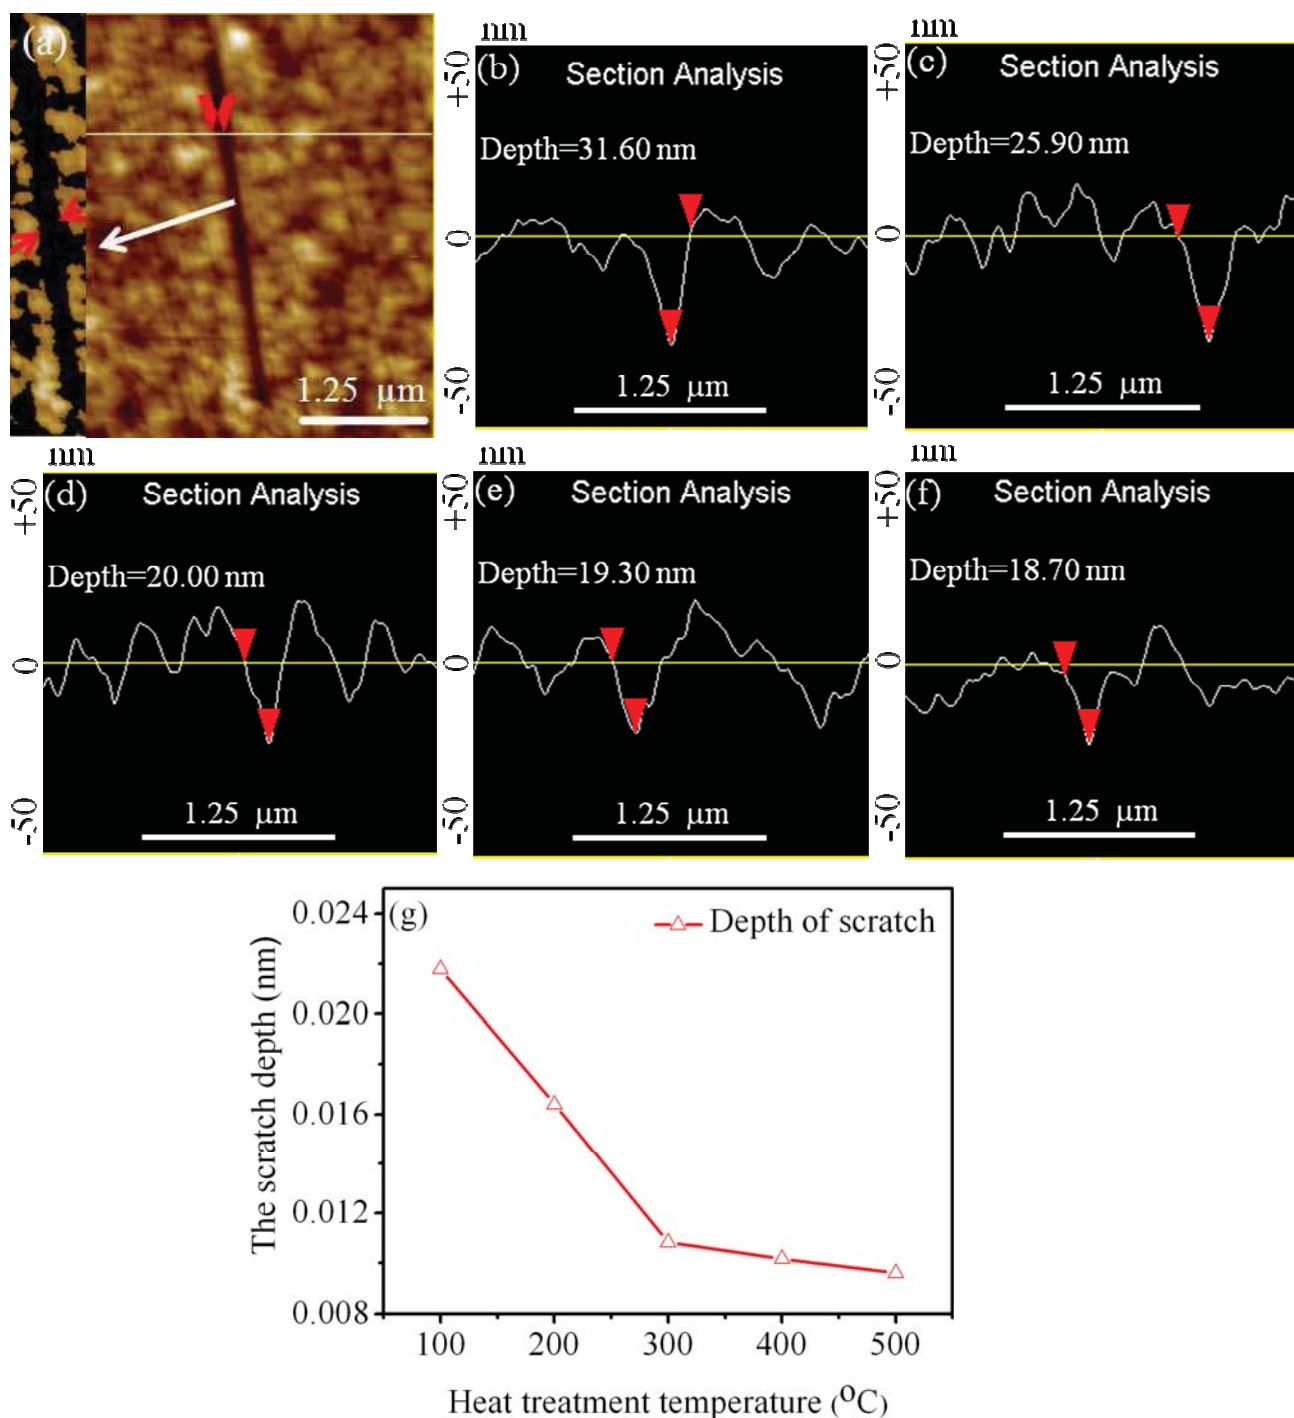 (a)
1.25 μm
nm
+50
0
-50
(b)
Section Analysis
Depth=31.60 nm
1.25 μm
nm
+50
0
-50
(c)
Section Analysis
Depth=25.90 nm
1.25 μm
nm
+50
0
-50
(d)
Section Analysis
Depth=20.00 nm
1.25 μm
nm
+50
0
-50
(e)
Section Analysis
Depth=19.30 nm
1.25 μm
nm
+50
0
-50
(f)
Section Analysis
Depth=18.70 nm
1.25 μm
(g)
Depth of scratch
The scratch depth (nm)
0.024
0.020
0.016
0.012
0.008
100 200 300 400 500
Heat treatment temperature (°C)